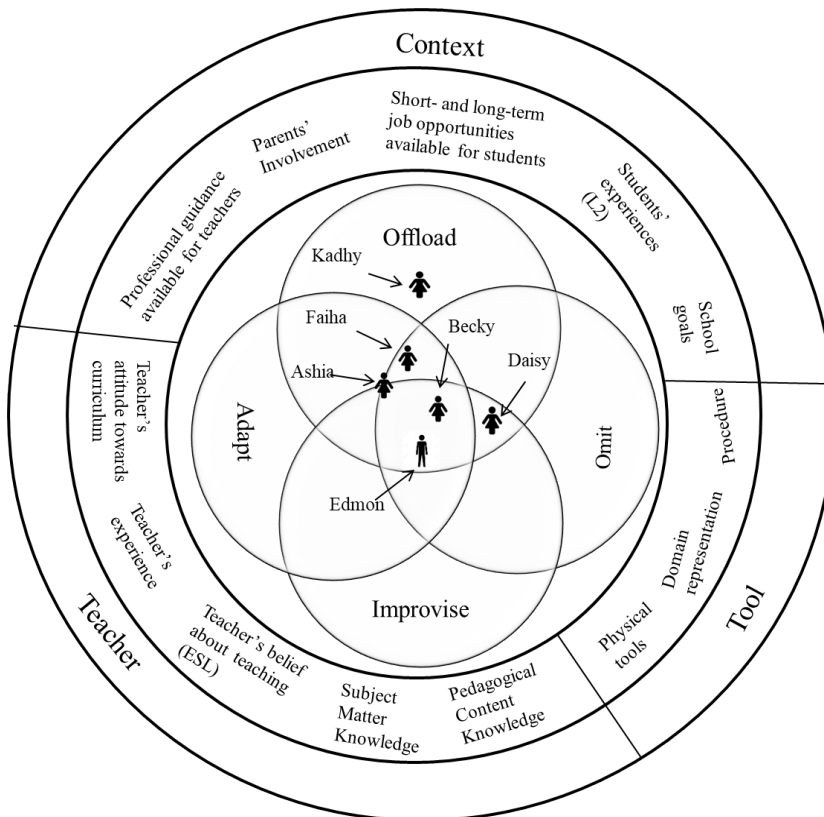 Context
Short- and long-term
job opportunities
available for students
Parents'
Involvement
Professional guidance
available for teachers
Students'
experiences
(L2)
School
goals
Offload
Kadhy
Faiha
Becky
Ashia
Daisy
Adapt
Omit
Edmon
Improvise
Teacher's
attitude towards
curriculum
Teacher's
experience
Teacher's belief
about teaching
(ESL)
Subject
Matter
Knowledge
Pedagogical
Content
Knowledge
Procedure
Domain
representation
Physical
tools
Teacher
Tool